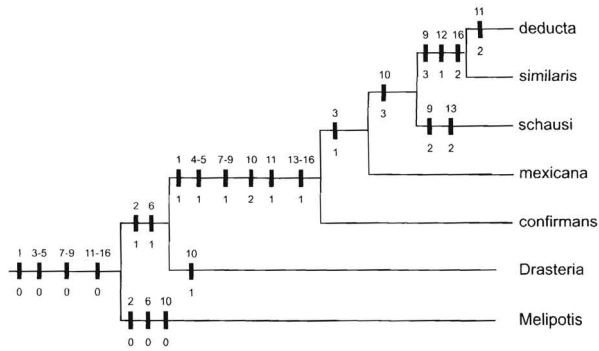 11
deducta
9 12 16
2
3 1 2
similaris
10
3
9 13
schausi
2 2
3
1
mexicana
1 4-5 7-9 10 11 13-16
1 1 1 2 1 1
confirmans
2 6
1 1
10
Drasteria
1
1 3-5 7-9 11-16
0 0 0 0
2 6 10
Melipotis
0 0 0